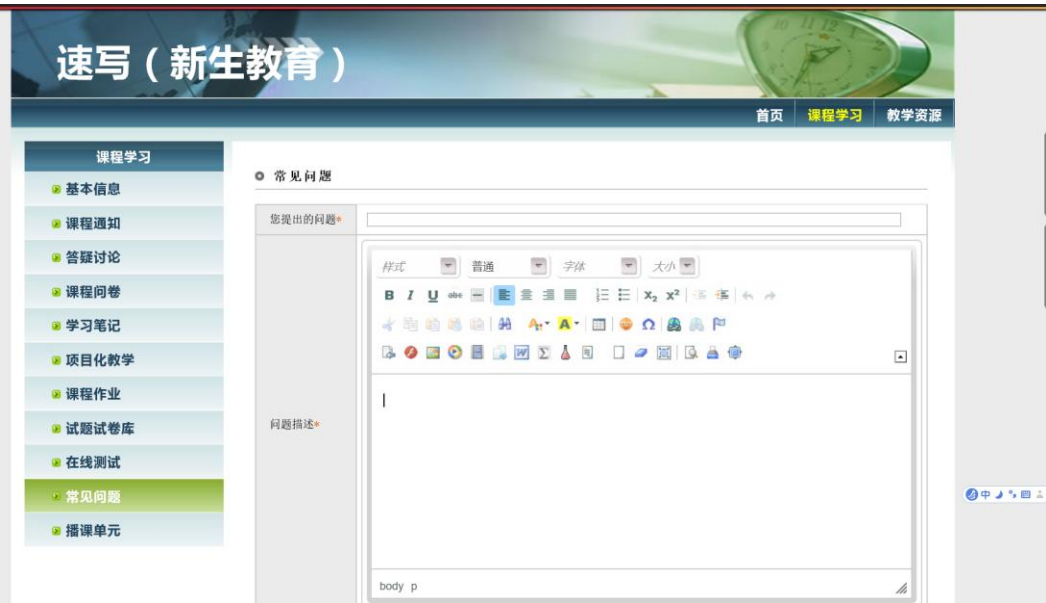 速写（新生教育）
首页 课程学习 教学资源
课程学习
基本信息
课程通知
答疑讨论
课程问卷
学习笔记
项目化教学
课程作业
试题试卷库
在线测试
常见问题
播课单元
常见问题
您提出的问题*
样式 普通 字体 大小
B I U abc X₂ X²
问题描述*
body p
中